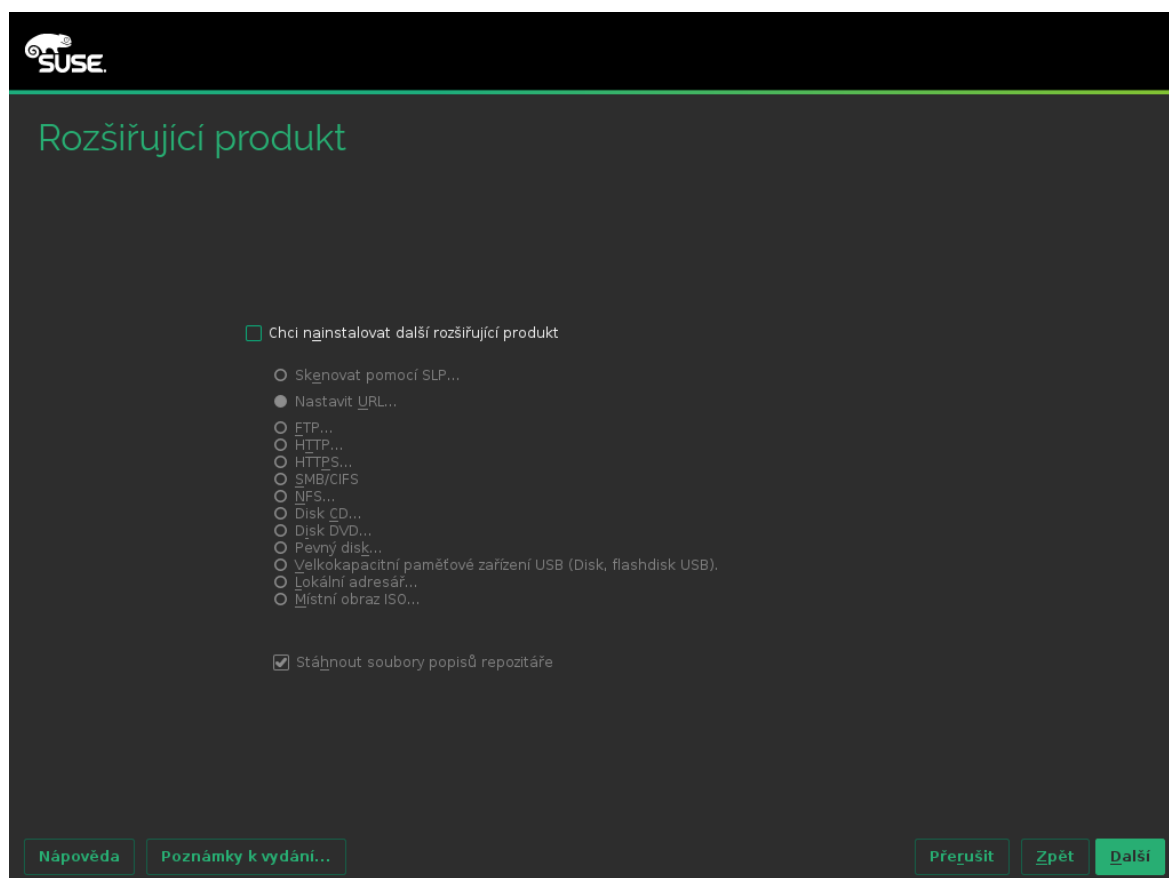 SUSE.
Rozšiřující produkt
Chci nainstalovat další rozšiřující produkt
Skenovat pomocí SLP...
Nastavit URL...
FTP...
HTTP...
HTTPS...
SMB/CIFS
NFS...
Disk CD...
Disk DVD...
Pevný disk...
Velkokapacitní paměťové zařízení USB (Disk, flashdisk USB).
Lokální adresář...
Místní obraz ISO...
Stáhnout soubory popisů repozitáře
Nápověda Poznámky k vydání... Přerušit Zpět Další